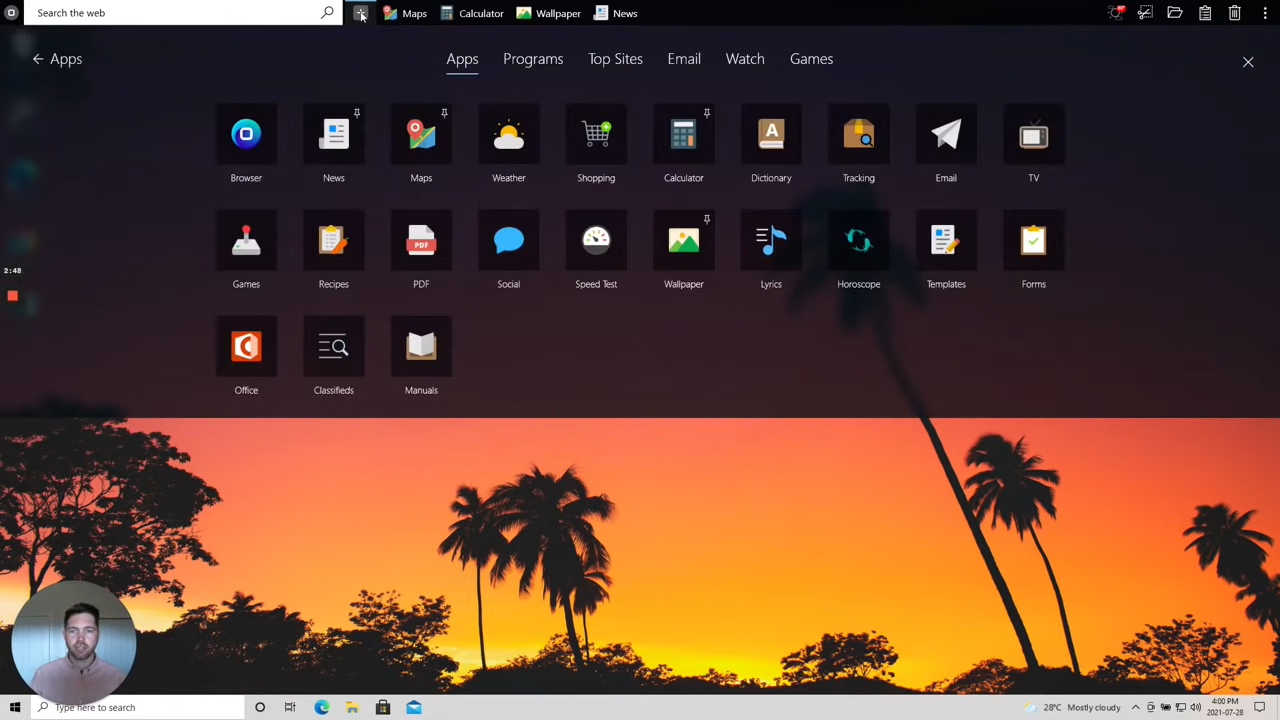 Search the web
Maps
Calculator
Wallpaper
News
Apps
Apps
Programs
Top Sites
Email
Watch
Games
Browser
News
Maps
Weather
Shopping
Calculator
A
Dictionary
Tracking
Email
TV
2:48
Games
Recipes
PDF
PDF
Social
Speed Test
Wallpaper
Lyrics
Horoscope
Templates
Forms
Office
Classifieds
Manuals
Type here to search
28°C Mostly cloudy
4:00 PM
2021-07-28